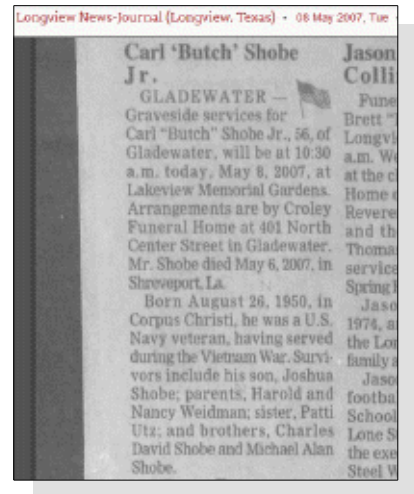 Longview News-Journal (Longview, Texas) • 08 May 2007, Tue
Carl 'Butch' Shobe
Jr.
GLADEWATER —
Graveside services for
Carl "Butch" Shobe Jr., 56, of
Gladewater, will be at 10:30
a.m. today, May 8, 2007, at
Lakeview Memorial Gardens.
Arrangements are by Croley
Funeral Home at 401 North
Center Street in Gladewater.
Mr. Shobe died May 6, 2007, in
Shreveport, La.
Born August 26, 1950, in
Corpus Christi, he was a U.S.
Navy veteran, having served
during the Vietnam War. Survi-
vors include his son, Joshua
Shobe; parents, Harold and
Nancy Weidman; sister, Patti
Utz; and brothers, Charles
David Shobe and Michael Alan
Shobe.
Jason
Colli
Fune
Brett
Longvi
a.m. We
at the c
Home
Revere
and th
Thoma
service
Spring
Jaso
1974, a
the Lo
family a
Jaso
footba
School
Lone S
the exe
Steel W